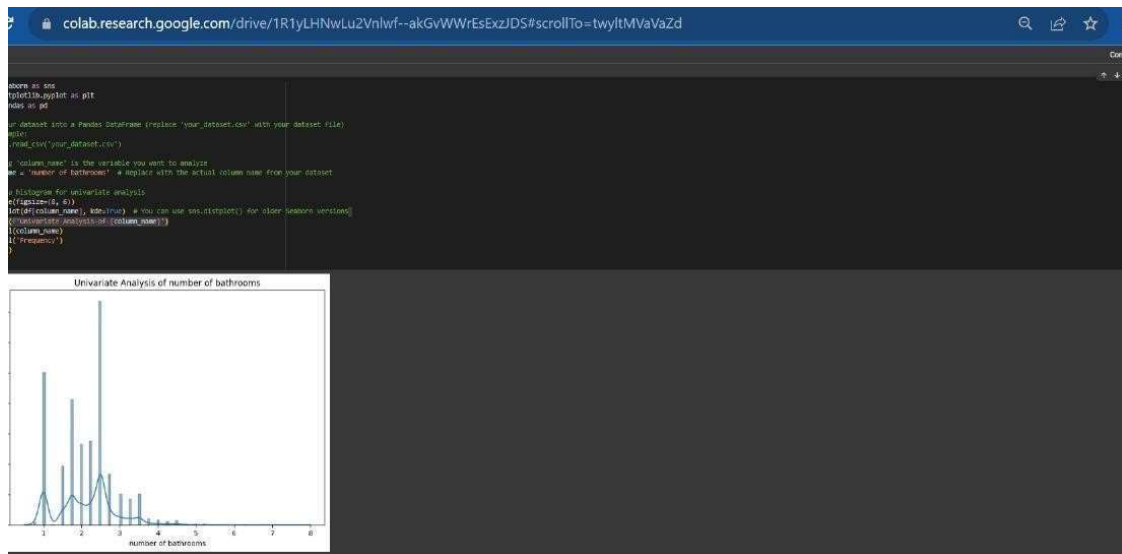 colab.research.google.com/drive/1R1yLHNwLu2Vnlwf--akGvWWrEsExzJDS#scrollTo=twyltMVaVaZd
Com
aborn as sns
tplotlib.pyplot as plt
ndas as pd
ur dataset into a Pandas DataFrame (replace 'your_dataset.csv' with your dataset file)
mple:
.read_csv('your_dataset.csv')
g 'column_name' is the variable you want to analyze
me = 'number of bathrooms' # Replace with the actual column name from your dataset
a histogram for univariate analysis
e(figsize=(8, 6))
lot(df[column_name], kde=True) # You can use sns.distplot() for older Seaborn versions
(f"Univariate Analysis of {column_name}")
l(column_name)
l('Frequency')
)
Univariate Analysis of number of bathrooms
1 2 3 4 5 6 7 8
number of bathrooms